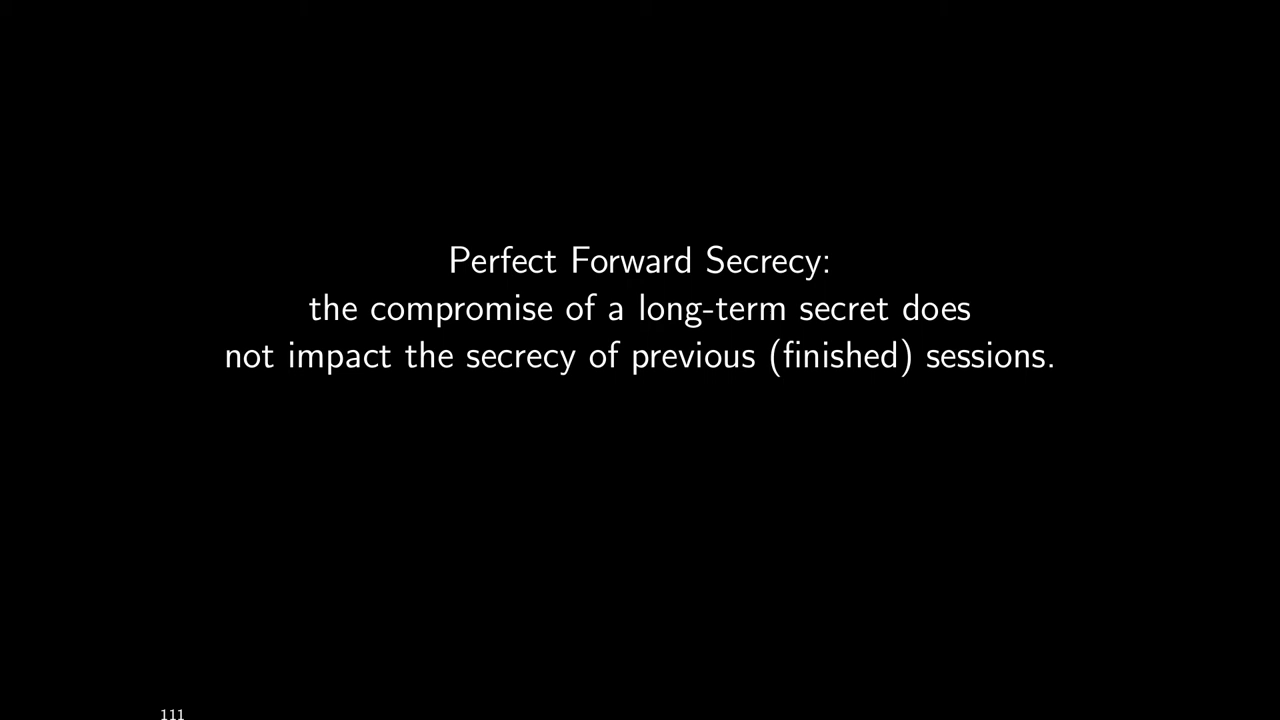 Perfect Forward Secrecy:
the compromise of a long-term secret does
not impact the secrecy of previous (finished) sessions.
111